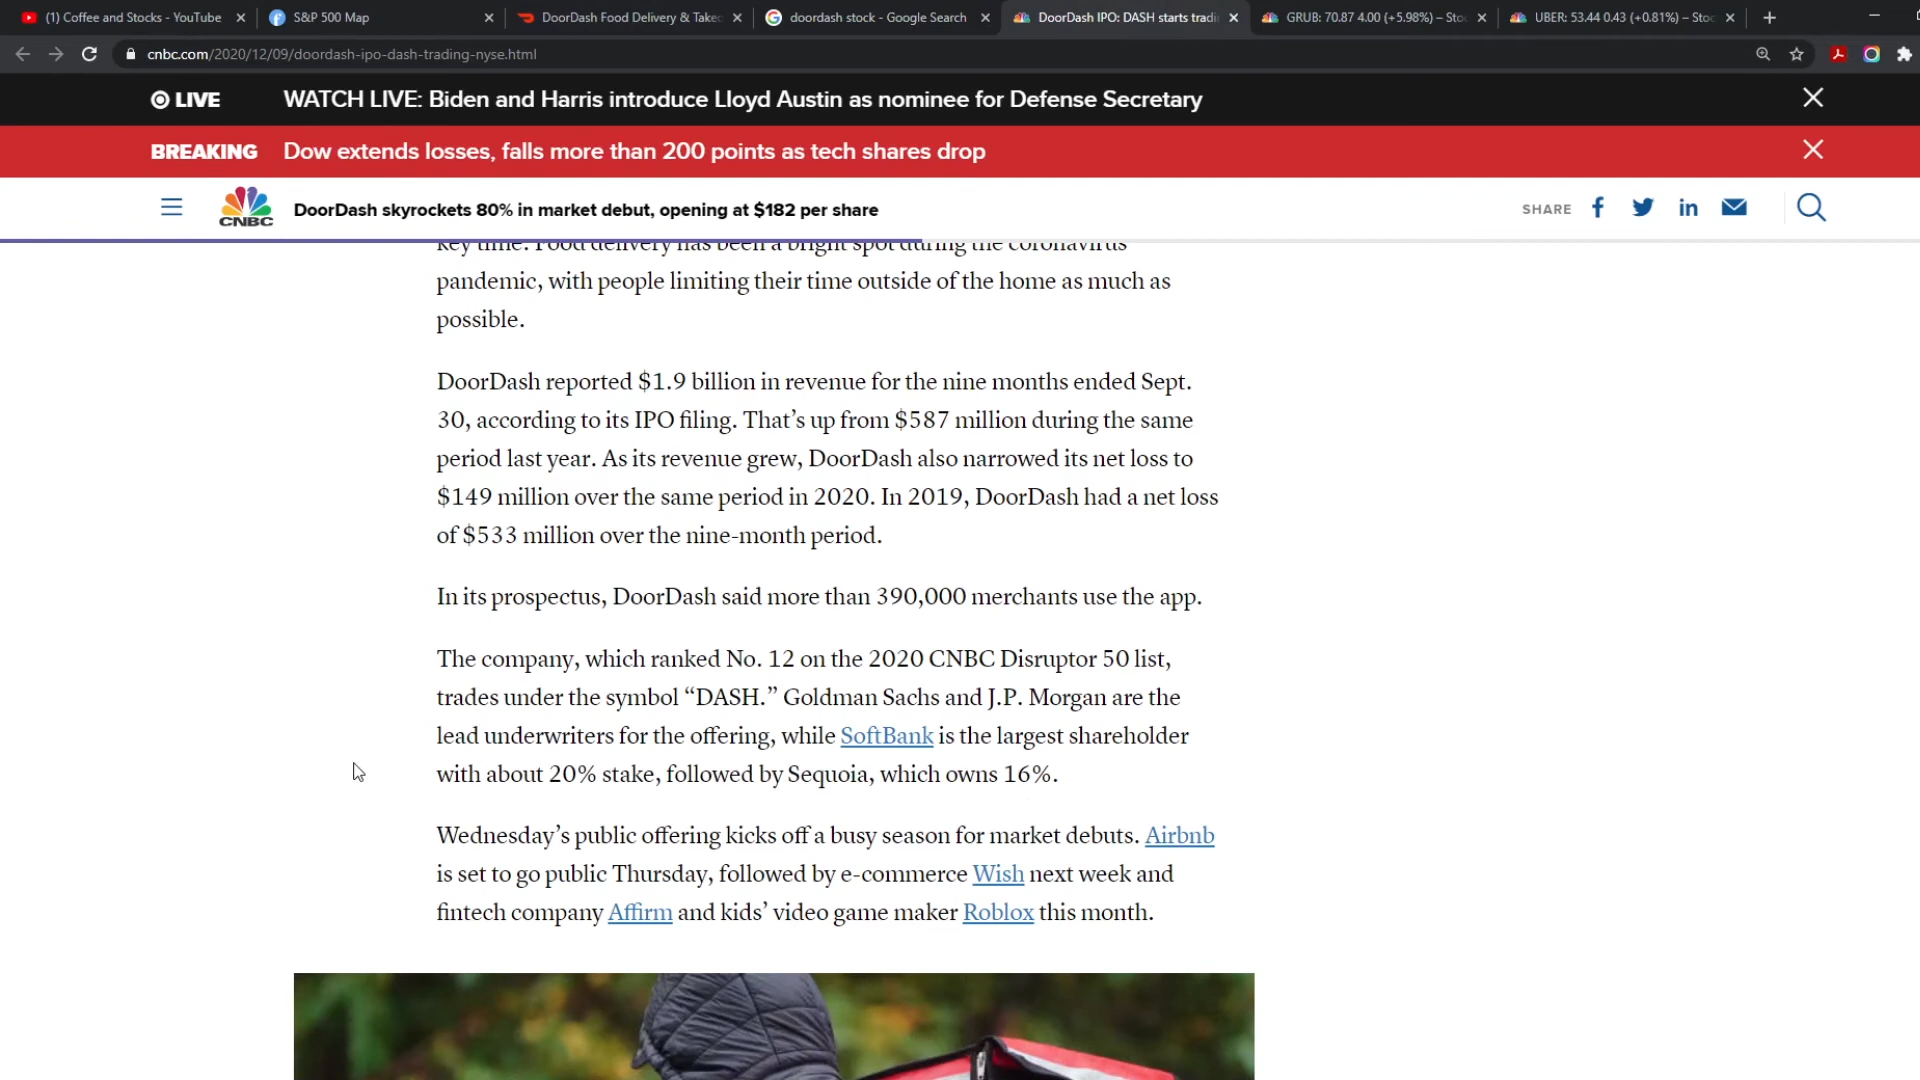 (1) Coffee and Stocks - YouTube
S&P 500 Map
DoorDash Food Delivery & Takeo
doordash stock - Google Search
DoorDash IPO: DASH starts tradi
GRUB: 70.87 4.00 (+5.98%) – Sto
UBER: 53.44 0.43 (+0.81%) – Stoc
cnbc.com/2020/12/09/doordash-ipo-dash-trading-nyse.html
LIVE WATCH LIVE: Biden and Harris introduce Lloyd Austin as nominee for Defense Secretary
BREAKING Dow extends losses, falls more than 200 points as tech shares drop
CNBC
DoorDash skyrockets 80% in market debut, opening at $182 per share
SHARE
key time. Food delivery has been a bright spot during the coronavirus
pandemic, with people limiting their time outside of the home as much as
possible.
DoorDash reported $1.9 billion in revenue for the nine months ended Sept.
30, according to its IPO filing. That’s up from $587 million during the same
period last year. As its revenue grew, DoorDash also narrowed its net loss to
$149 million over the same period in 2020. In 2019, DoorDash had a net loss
of $533 million over the nine-month period.
In its prospectus, DoorDash said more than 390,000 merchants use the app.
The company, which ranked No. 12 on the 2020 CNBC Disruptor 50 list,
trades under the symbol “DASH.” Goldman Sachs and J.P. Morgan are the
lead underwriters for the offering, while SoftBank is the largest shareholder
with about 20% stake, followed by Sequoia, which owns 16%.
Wednesday’s public offering kicks off a busy season for market debuts. Airbnb
is set to go public Thursday, followed by e-commerce Wish next week and
fintech company Affirm and kids’ video game maker Roblox this month.